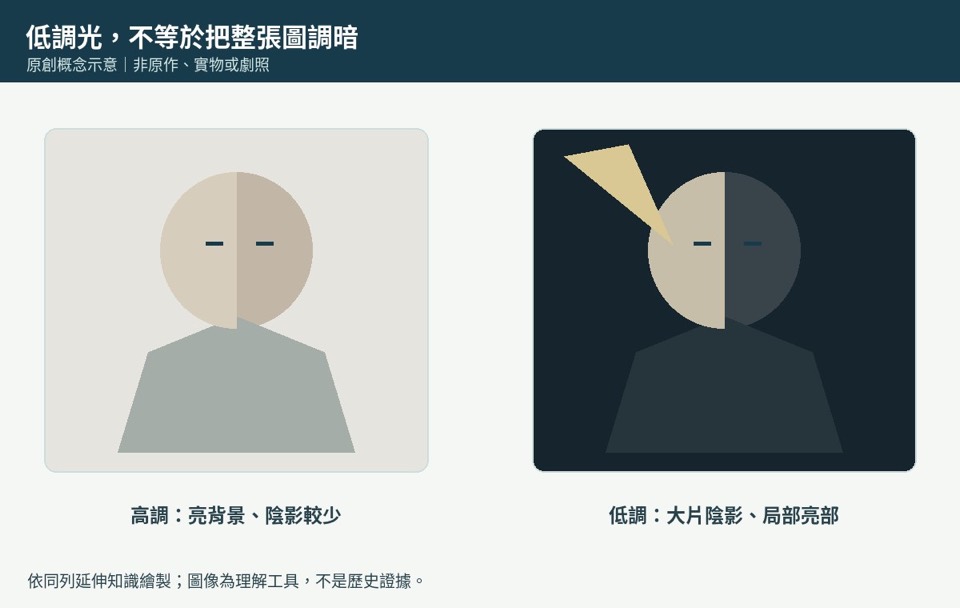 低調光，不等於把整張圖調暗
原創概念示意｜非原作、實物或劇照
高調：亮背景、陰影較少
低調：大片陰影、局部亮部
依同列延伸知識繪製；圖像為理解工具，不是歷史證據。